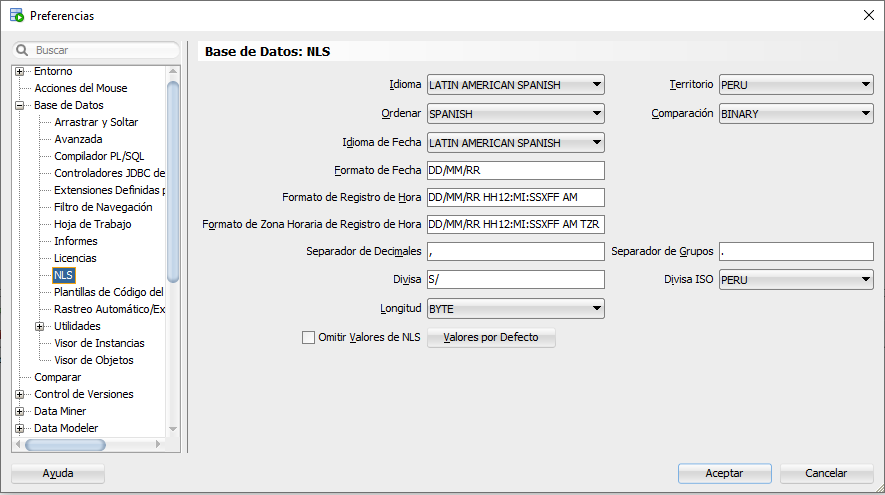 Preferencias
Buscar
Entorno
Acciones del Mouse
Base de Datos
Arrastrar y Soltar
Avanzada
Compilador PL/SQL
Controladores JDBC de
Extensiones Definidas p
Filtro de Navegación
Hoja de Trabajo
Informes
Licencias
NLS
Plantillas de Código del
Rastreo Automático/Ex
Utilidades
Visor de Instancias
Visor de Objetos
Comparar
Control de Versiones
Data Miner
Data Modeler
Base de Datos: NLS
Idioma LATIN AMERICAN SPANISH Territorio PERU
Ordenar SPANISH Comparación BINARY
Idioma de Fecha LATIN AMERICAN SPANISH
Formato de Fecha DD/MM/RR
Formato de Registro de Hora DD/MM/RR HH12:MI:SSXFF AM
Formato de Zona Horaria de Registro de Hora DD/MM/RR HH12:MI:SSXFF AM TZR
Separador de Decimales , Separador de Grupos .
Divisa S/ Divisa ISO PERU
Longitud BYTE
Omitir Valores de NLS Valores por Defecto
Ayuda Aceptar Cancelar